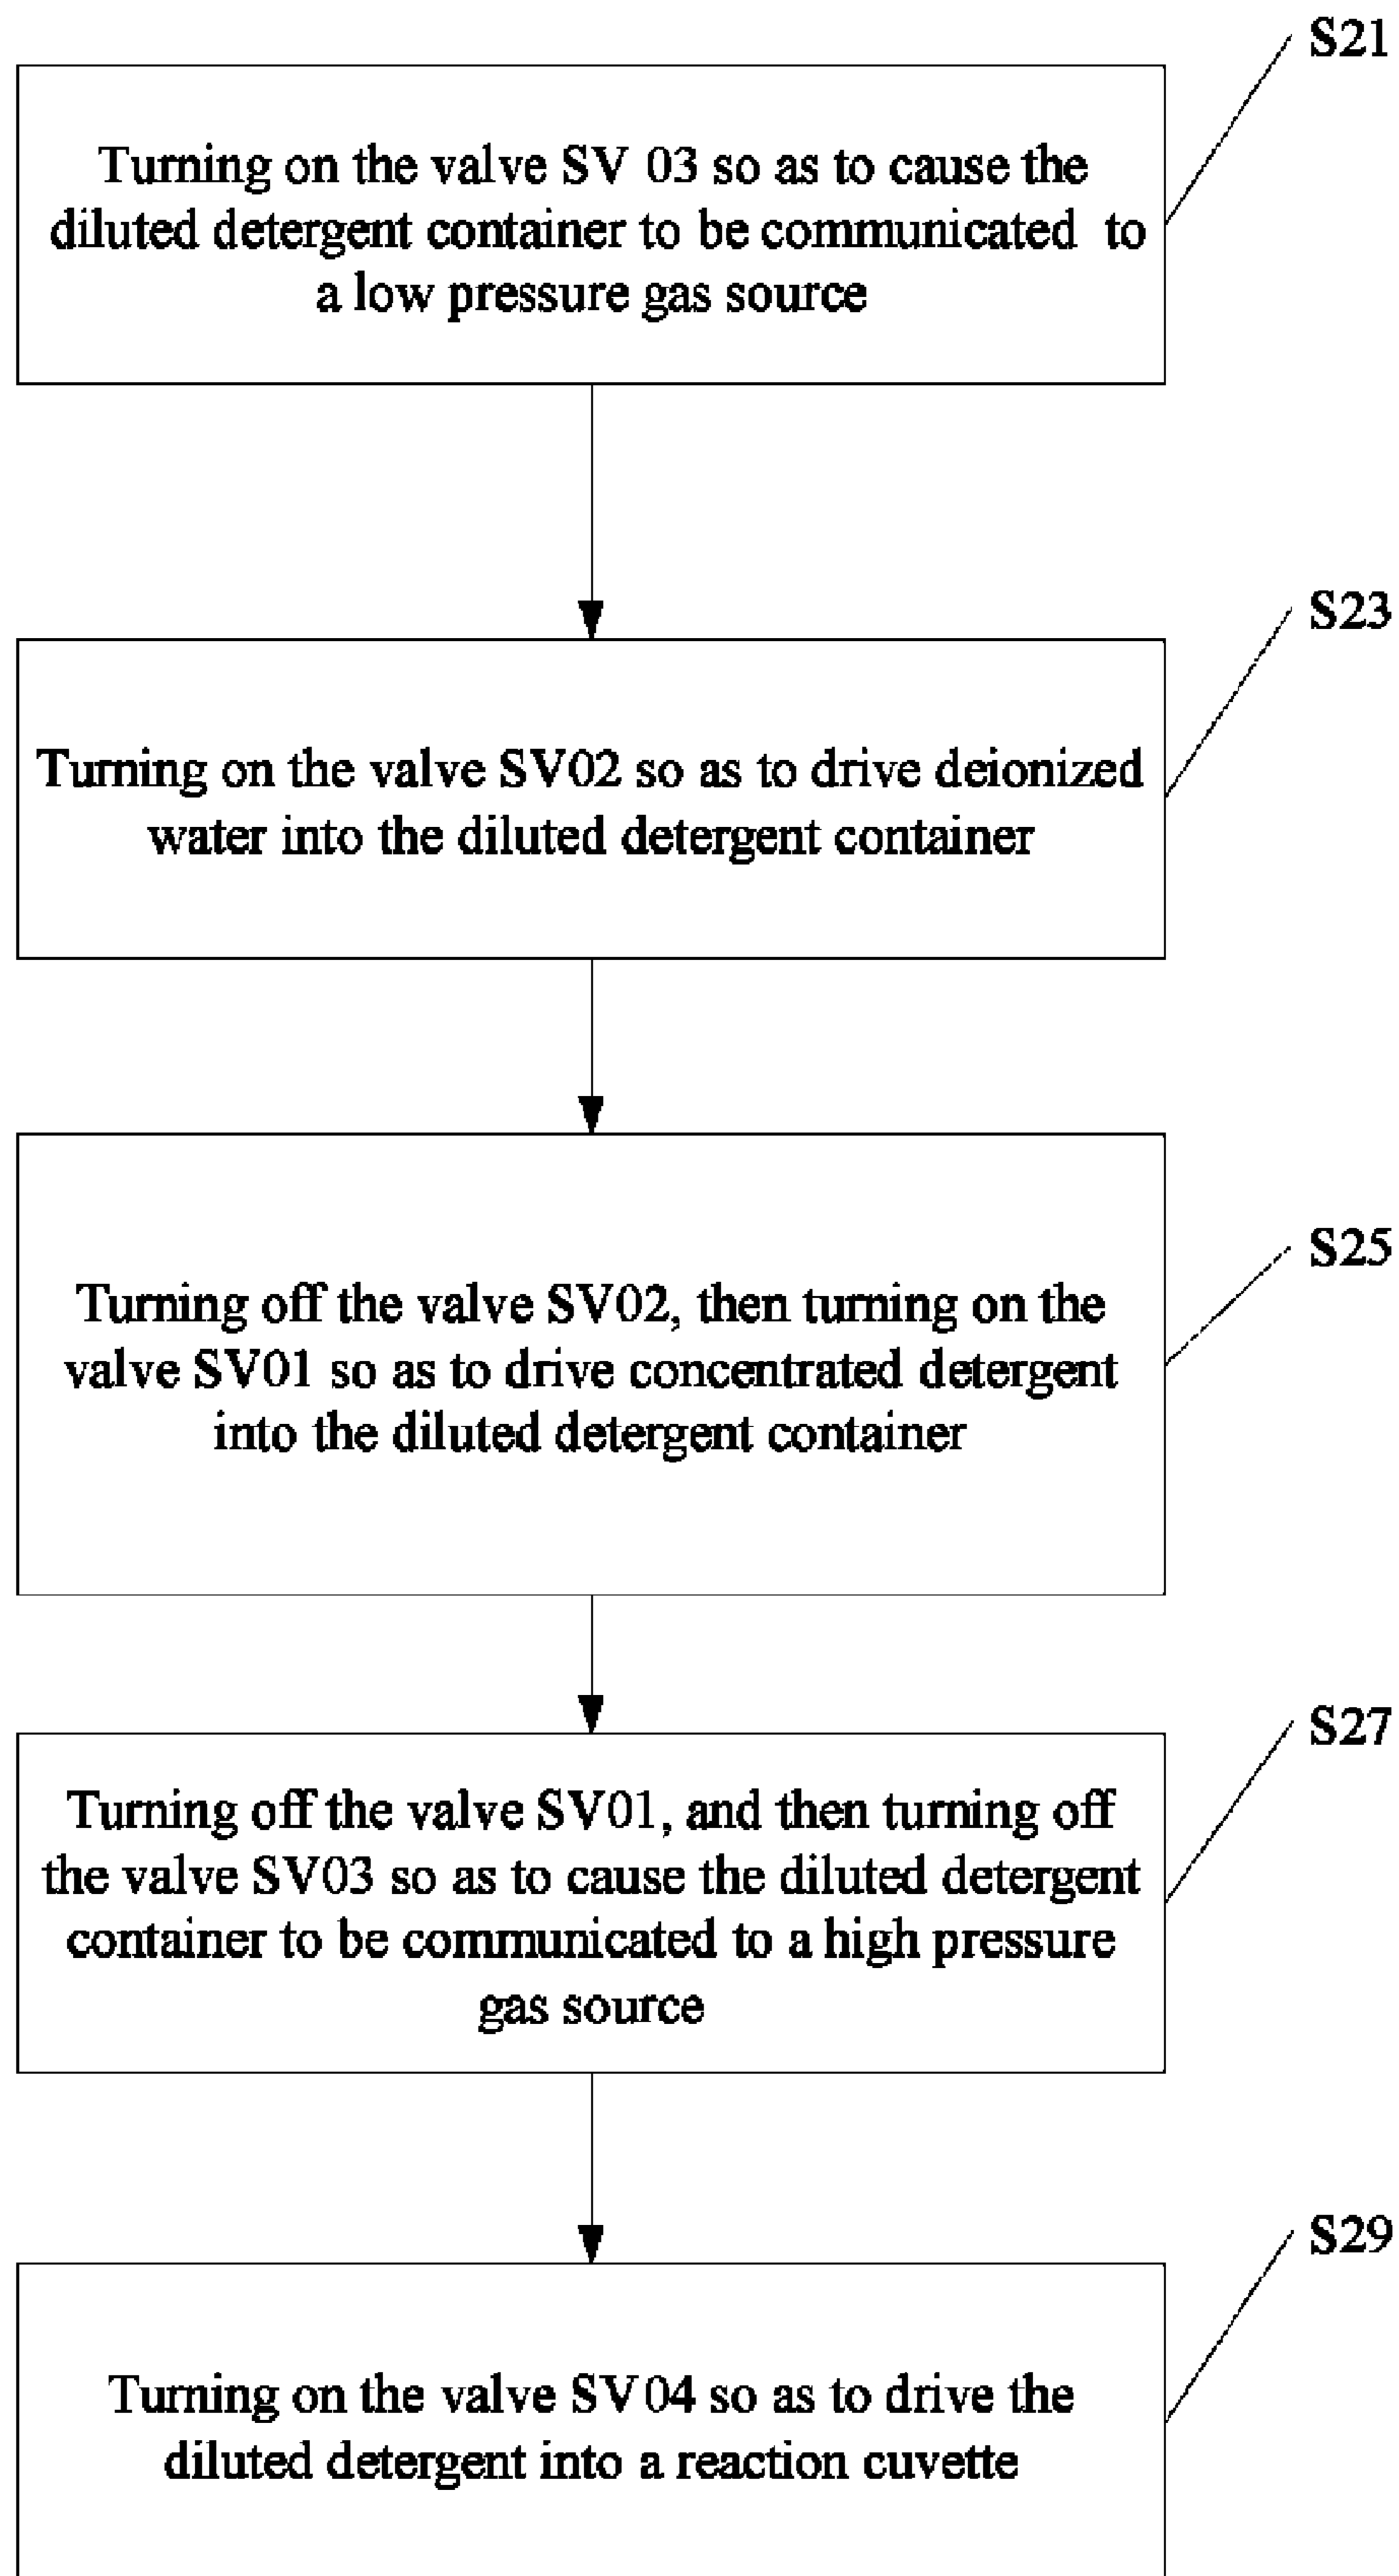 S21
Turning on the valve SV 03 so as to cause the
diluted detergent container to be communicated to
a low pressure gas source
S23
Turning on the valve SV02 so as to drive deionized
water into the diluted detergent container
S25
Turning off the valve SV02, then turning on the
valve SV01 so as to drive concentrated detergent
into the diluted detergent container
S27
Turning off the valve SV01, and then turning off
the valve SV03 so as to cause the diluted detergent
container to be communicated to a high pressure
gas source
S29
Turning on the valve SV04 so as to drive the
diluted detergent into a reaction cuvette